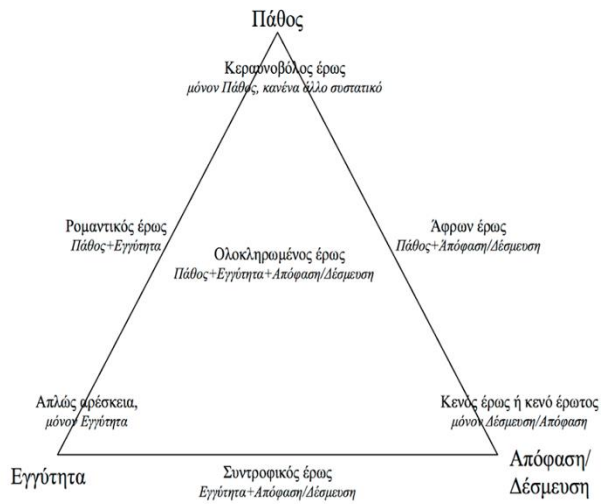 Πάθος
Κεραυνοβόλος έρως
μόνον Πάθος, κανένα άλλο συστατικό
Ρομαντικός έρως
Πάθος+Εγγύτητα
Άφρων έρως
Πάθος+Απόφαση/Δέσμευση
Ολοκληρωμένος έρως
Πάθος+Εγγύτητα+Απόφαση/Δέσμευση
Απλώς αρέσκεια,
μόνον Εγγύτητα
Κενός έρως ή κενό έρωτος
μόνον Δέσμευση/Απόφαση
Εγγύτητα
Συντροφικός έρως
Εγγύτητα+Απόφαση/Δέσμευση
Απόφαση/
Δέσμευση